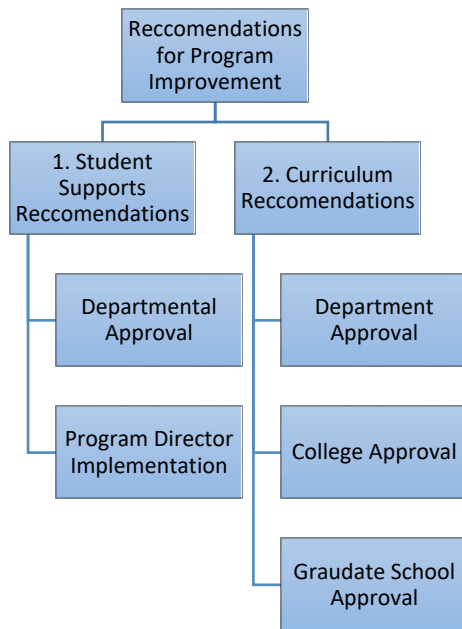 Reccomendations
for Program
Improvement
1. Student
Supports
Reccomendations
2. Curriculum
Reccomendations
Departmental
Approval
Department
Approval
Program Director
Implementation
College Approval
Graudate School
Approval